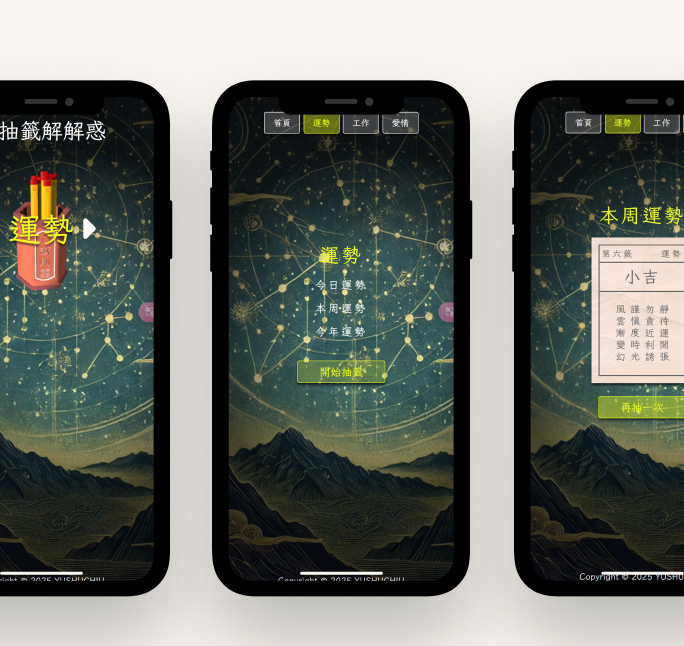 抽籤解解惑
運勢
right © 2025 YUSHUCHIU
首頁 運勢 工作 愛情
運勢
今日運勢
本周運勢
今年運勢
開始抽籤
Copyright © 2025 YUSHUCHIU
首頁 運勢 工作
本周運勢
第六籤 運勢
小吉
風雲漸變幻
謹慎度時光
勿貪近利誘
靜待運開張
再抽一次
Copyright © 2025 YUSHU